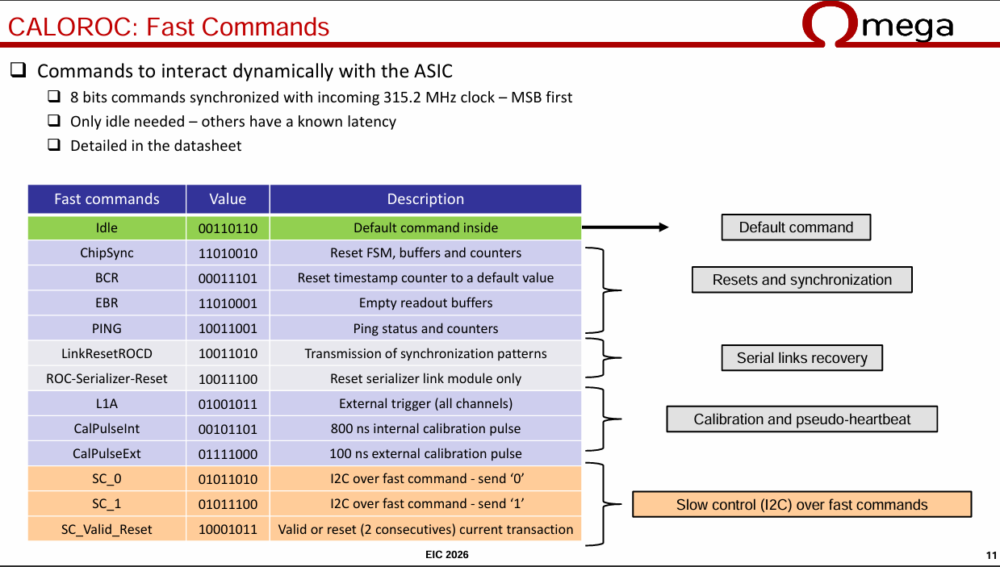 CALOROC: Fast Commands
Omega
Commands to interact dynamically with the ASIC
8 bits commands synchronized with incoming 315.2 MHz clock – MSB first
Only idle needed – others have a known latency
Detailed in the datasheet
Fast commands Value Description
Idle 00110110 Default command inside
Default command
ChipSync 11010010 Reset FSM, buffers and counters
BCR 00011101 Reset timestamp counter to a default value
Resets and synchronization
EBR 11010001 Empty readout buffers
PING 10011001 Ping status and counters
LinkResetROCD 10011010 Transmission of synchronization patterns
Serial links recovery
ROC-Serializer-Reset 10011100 Reset serializer link module only
L1A 01001011 External trigger (all channels)
Calibration and pseudo-heartbeat
CalPulseInt 00101101 800 ns internal calibration pulse
CalPulseExt 01111000 100 ns external calibration pulse
SC_0 01011010 I2C over fast command - send ‘0’
SC_1 01011100 I2C over fast command - send ‘1’
Slow control (I2C) over fast commands
SC_Valid_Reset 10001011 Valid or reset (2 consecutives) current transaction
EIC 2026
11